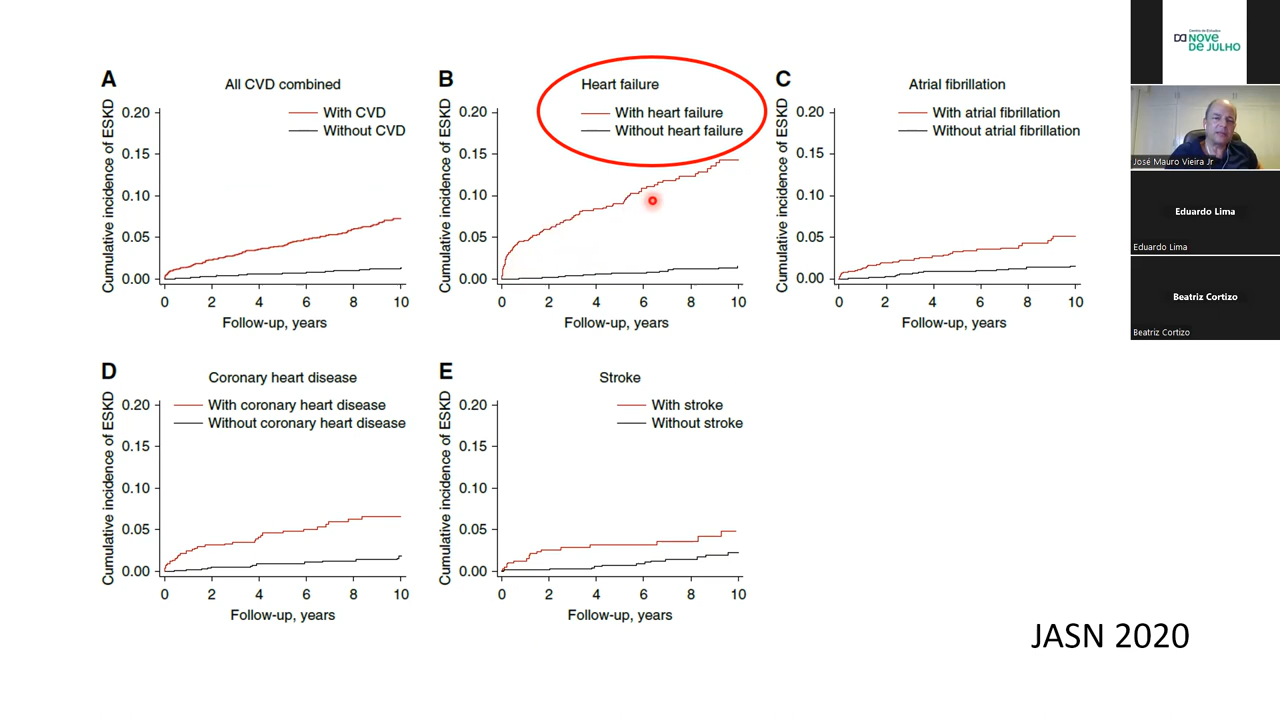 A
All CVD combined
With CVD
Without CVD
Cumulative incidence of ESKD
0.20
0.15
0.10
0.05
0.00
0 2 4 6 8 10
Follow-up, years
B
Heart failure
With heart failure
Without heart failure
Cumulative incidence of ESKD
0.20
0.15
0.10
0.05
0.00
0 2 4 6 8 10
Follow-up, years
C
Atrial fibrillation
With atrial fibrillation
Without atrial fibrillation
Cumulative incidence of ESKD
0.20
0.15
0.10
0.05
0.00
0 2 4 6 8 10
Follow-up, years
D
Coronary heart disease
With coronary heart disease
Without coronary heart disease
Cumulative incidence of ESKD
0.20
0.15
0.10
0.05
0.00
0 2 4 6 8 10
Follow-up, years
E
Stroke
With stroke
Without stroke
Cumulative incidence of ESKD
0.20
0.15
0.10
0.05
0.00
0 2 4 6 8 10
Follow-up, years
JASN 2020
Centro de Estudos
NOVE
DE JULHO
José Mauro Vieira Jr
Eduardo Lima
Eduardo Lima
Beatriz Cortizo
Beatriz Cortizo